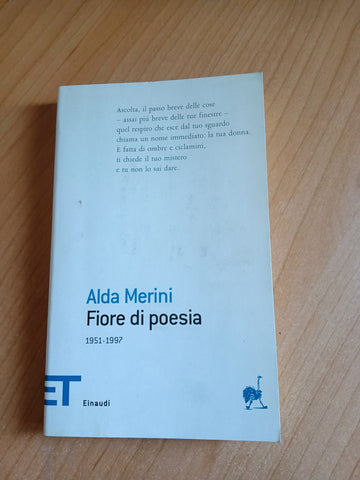 Ascolta, il passo breve delle cose
– assai piú breve delle tue finestre –
quel respiro che esce dal tuo sguardo
chiama un nome immediato: la tua donna.
È fatta di ombre e ciclamini,
ti chiede il tuo mistero
e tu non lo sai dare.
Alda Merini
Fiore di poesia
1951-1997
ET
Einaudi